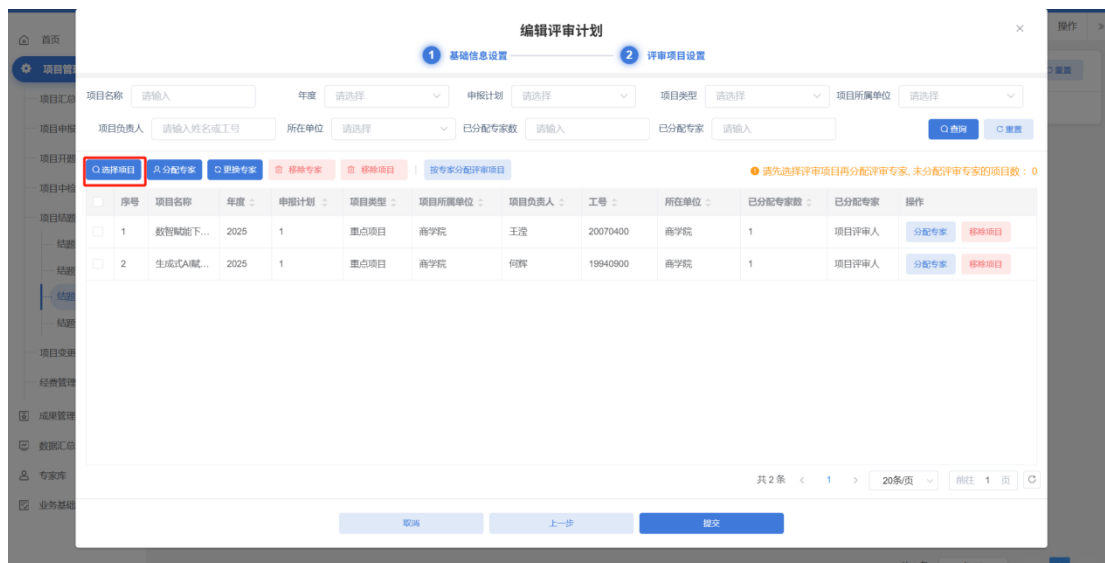 编辑评审计划
1 基础信息设置 2 评审项目设置
操作
首页
项目管
重置
项目名称 请输入 年度 请选择 申报计划 请选择 项目类型 请选择 项目所属单位 请选择
项目汇总
项目负责人 请输入姓名或工号 所在单位 请选择 已分配专家数 请输入 已分配专家 请输入 查询 重置
项目申报
项目开题
选择项目 分配专家 更换专家 移除专家 移除项目 按专家分配评审项目 请先选择评审项目再分配评审专家, 未分配评审专家的项目数: 0
项目中检
序号 项目名称 年度 申报计划 项目类型 项目所属单位 项目负责人 工号 所在单位 已分配专家数 已分配专家 操作
项目结题
1 数智赋能下... 2025 1 重点项目 商学院 王滢 20070400 商学院 1 项目评审人 分配专家 移除项目
结题
2 生成式AI赋... 2025 1 重点项目 商学院 何辉 19940900 商学院 1 项目评审人 分配专家 移除项目
结题
结题
结题
项目变更
经费管理
成果管理
数据汇总
专家库
共 2 条 1 20条/页 前往 1 页
业务基础
取消 上一步 提交